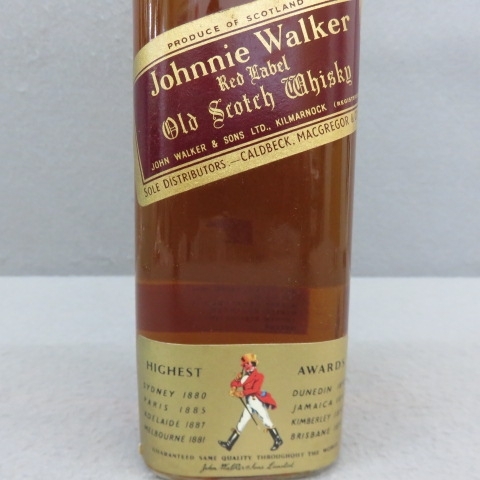 PRODUCE OF SCOTLAND
Johnnie Walker
Red Label
Old Scotch Whisky
JOHN WALKER & SONS LTD., KILMARNOCK
SOLE DISTRIBUTORS.—CALDBECK, MACGREGOR &
HIGHEST AWARDS
SYDNEY 1880 DUNEDIN
PARIS 1885 JAMAICA
ADELAIDE 1887 KIMBERLEY
MELBOURNE 1881 BRISBANE
GUARANTEED SAME QUALITY THROUGHOUT THE WORLD
John Walker & Sons Limited